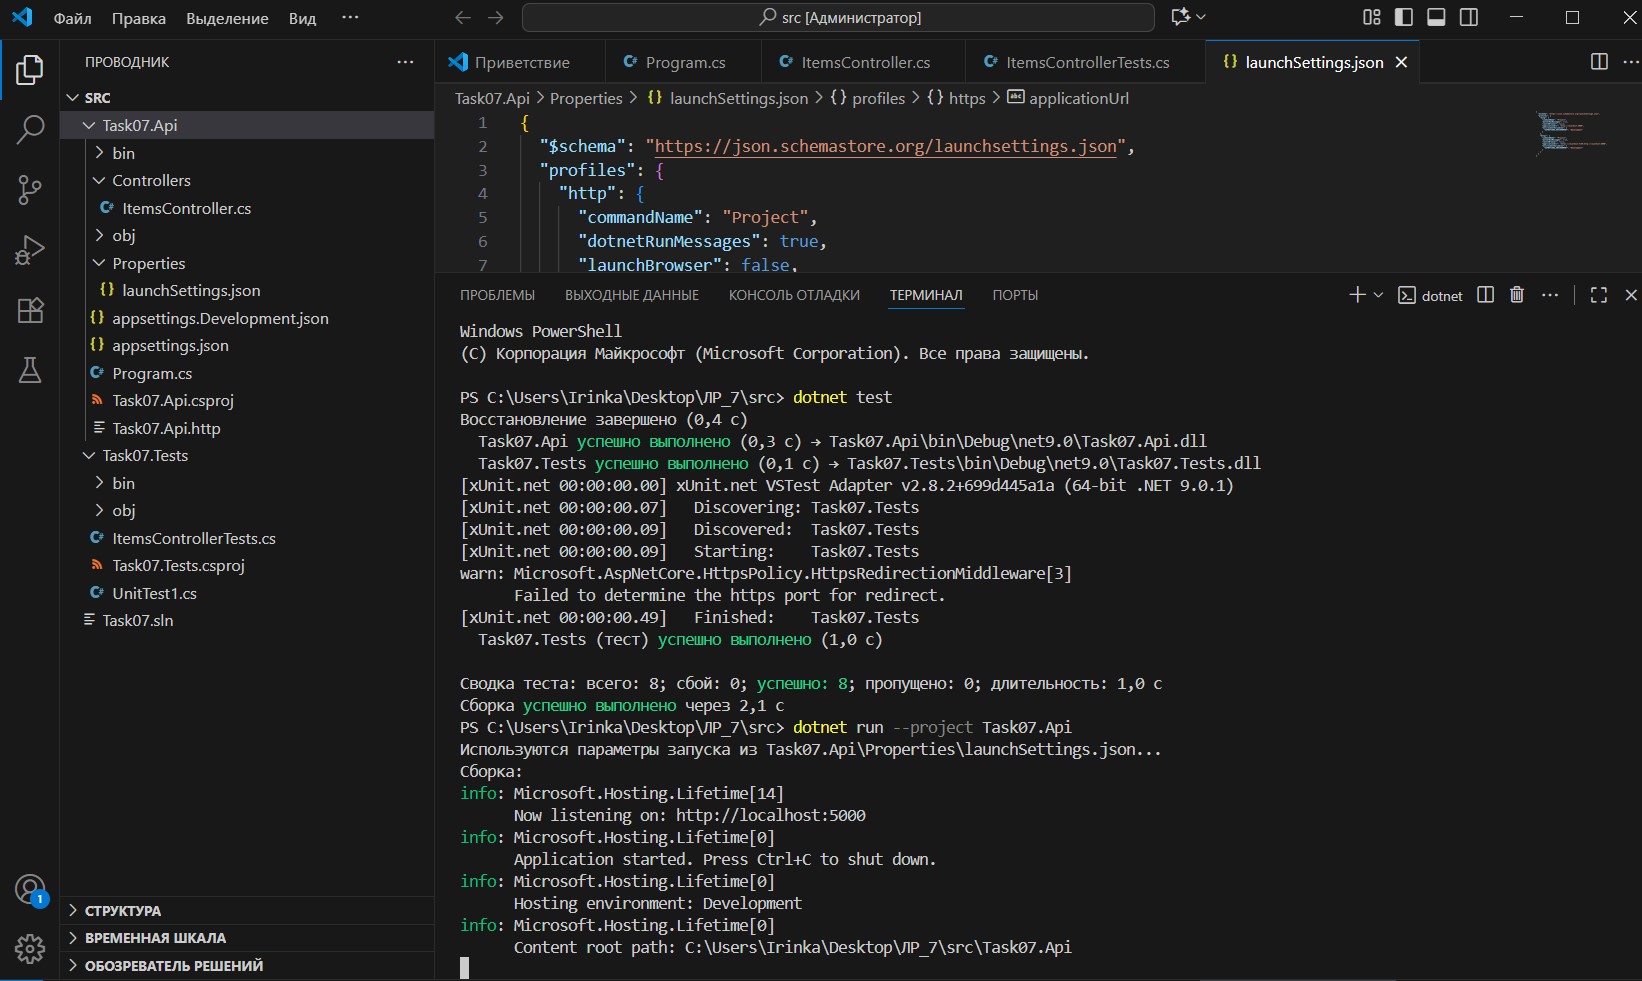 Файл Правка Выделение Вид ···
src [Администратор]
ПРОВОДНИК ···
SRC
Task07.Api
bin
Controllers
C# ItemsController.cs
obj
Properties
{} launchSettings.json
{} appsettings.Development.json
{} appsettings.json
C# Program.cs
Task07.Api.csproj
Task07.Api.http
Task07.Tests
bin
obj
C# ItemsControllerTests.cs
Task07.Tests.csproj
C# UnitTest1.cs
Task07.sln
1
СТРУКТУРА
ВРЕМЕННАЯ ШКАЛА
ОБОЗРЕВАТЕЛЬ РЕШЕНИЙ
Приветствие C# Program.cs C# ItemsController.cs C# ItemsControllerTests.cs {} launchSettings.json
Task07.Api > Properties > {} launchSettings.json > {} profiles > {} https > abc applicationUrl
1 {
2 "$schema": "https://json.schemastore.org/launchsettings.json",
3 "profiles": {
4 "http": {
5 "commandName": "Project",
6 "dotnetRunMessages": true,
7 "launchBrowser": false,
ПРОБЛЕМЫ ВЫХОДНЫЕ ДАННЫЕ КОНСОЛЬ ОТЛАДКИ ТЕРМИНАЛ ПОРТЫ
dotnet
Windows PowerShell
(C) Корпорация Майкрософт (Microsoft Corporation). Все права защищены.
PS C:\Users\Irinka\Desktop\ЛР_7\src> dotnet test
Восстановление завершено (0,4 с)
Task07.Api успешно выполнено (0,3 с) → Task07.Api\bin\Debug\net9.0\Task07.Api.dll
Task07.Tests успешно выполнено (0,1 с) → Task07.Tests\bin\Debug\net9.0\Task07.Tests.dll
[xUnit.net 00:00:00.00] xUnit.net VSTest Adapter v2.8.2+699d445a1a (64-bit .NET 9.0.1)
[xUnit.net 00:00:00.07] Discovering: Task07.Tests
[xUnit.net 00:00:00.09] Discovered: Task07.Tests
[xUnit.net 00:00:00.09] Starting: Task07.Tests
warn: Microsoft.AspNetCore.HttpsPolicy.HttpsRedirectionMiddleware[3]
Failed to determine the https port for redirect.
[xUnit.net 00:00:00.49] Finished: Task07.Tests
Task07.Tests (тест) успешно выполнено (1,0 с)
Сводка теста: всего: 8; сбой: 0; успешно: 8; пропущено: 0; длительность: 1,0 с
Сборка успешно выполнено через 2,1 с
PS C:\Users\Irinka\Desktop\ЛР_7\src> dotnet run --project Task07.Api
Используются параметры запуска из Task07.Api\Properties\launchSettings.json...
Сборка:
info: Microsoft.Hosting.Lifetime[14]
Now listening on: http://localhost:5000
info: Microsoft.Hosting.Lifetime[0]
Application started. Press Ctrl+C to shut down.
info: Microsoft.Hosting.Lifetime[0]
Hosting environment: Development
info: Microsoft.Hosting.Lifetime[0]
Content root path: C:\Users\Irinka\Desktop\ЛР_7\src\Task07.Api